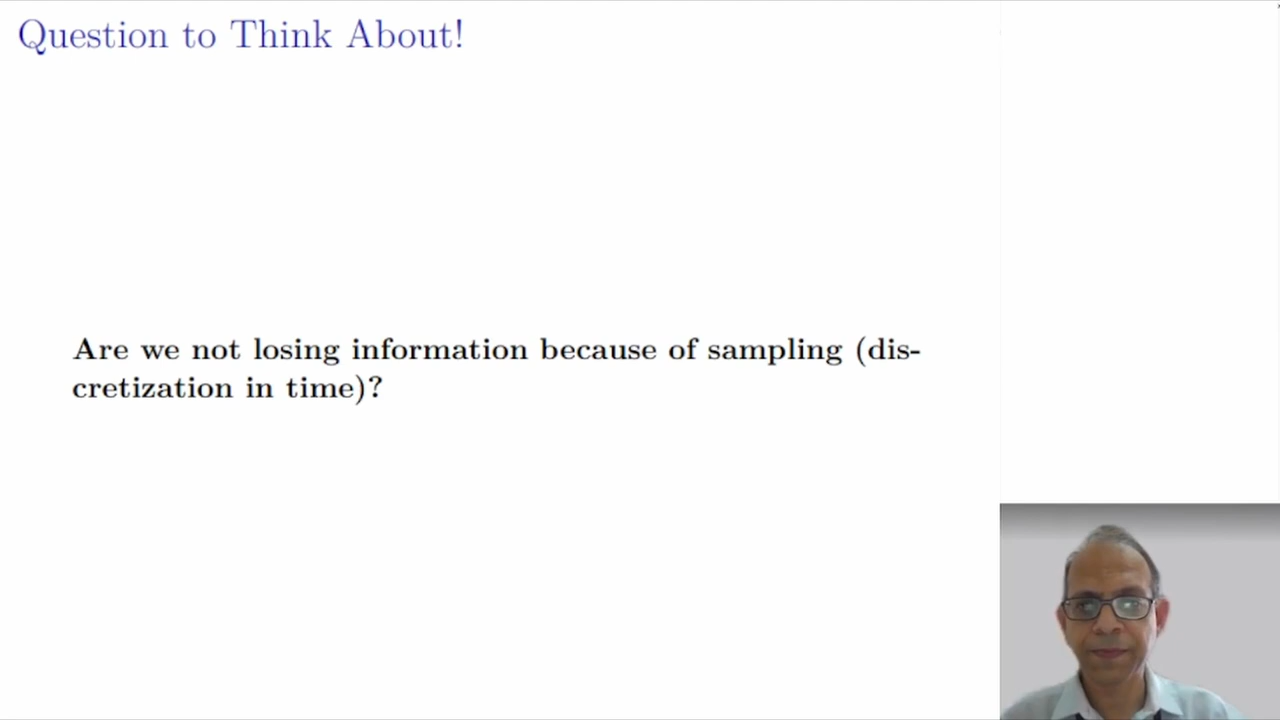 Question to Think About!
Are we not losing information because of sampling (dis-
cretization in time)?